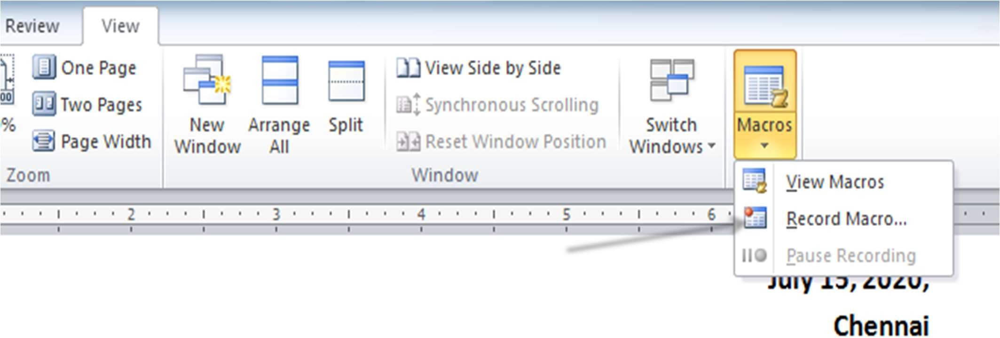 Review View
One Page
Two Pages
Page Width
%
Zoom
New Window
Arrange All
Split
View Side by Side
Synchronous Scrolling
Reset Window Position
Switch Windows
Window
Macros
View Macros
Record Macro...
Pause Recording
2 3 4 5 6
July 15, 2020,
Chennai